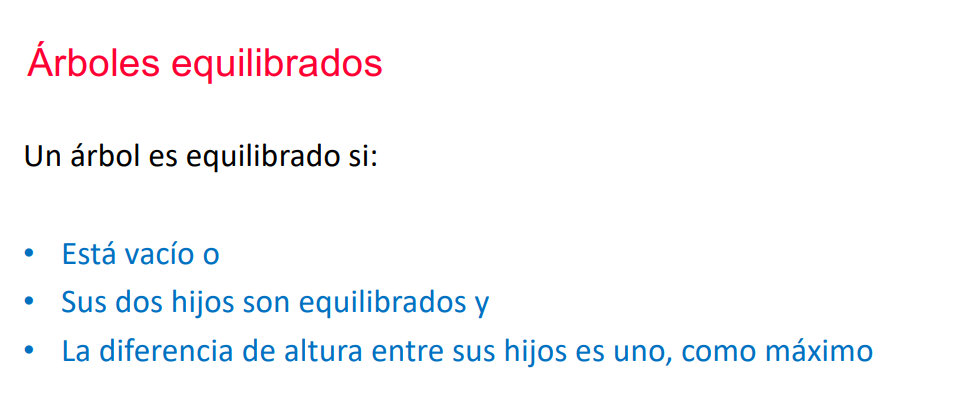 Árboles equilibrados
Un árbol es equilibrado si:
• Está vacío o
• Sus dos hijos son equilibrados y
• La diferencia de altura entre sus hijos es uno, como máximo